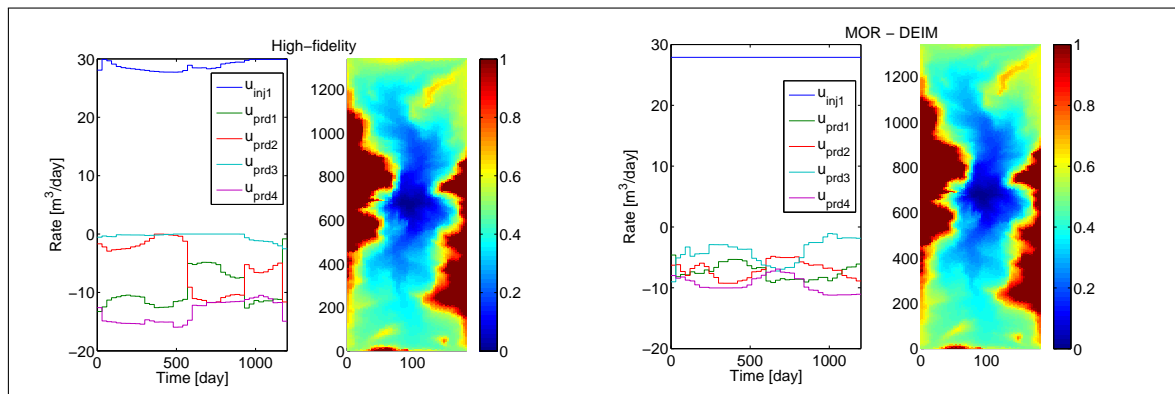 High-fidelity
30
20
10
0
−10
−20
0
500
1000
Time [day]
Rate [m³/day]
u_inj1
u_prd1
u_prd2
u_prd3
u_prd4
1200
1000
800
600
400
200
0
100
1
0.8
0.6
0.4
0.2
0
MOR − DEIM
30
20
10
0
−10
−20
0
500
1000
Time [day]
Rate [m³/day]
u_inj1
u_prd1
u_prd2
u_prd3
u_prd4
1200
1000
800
600
400
200
0
100
1
0.8
0.6
0.4
0.2
0